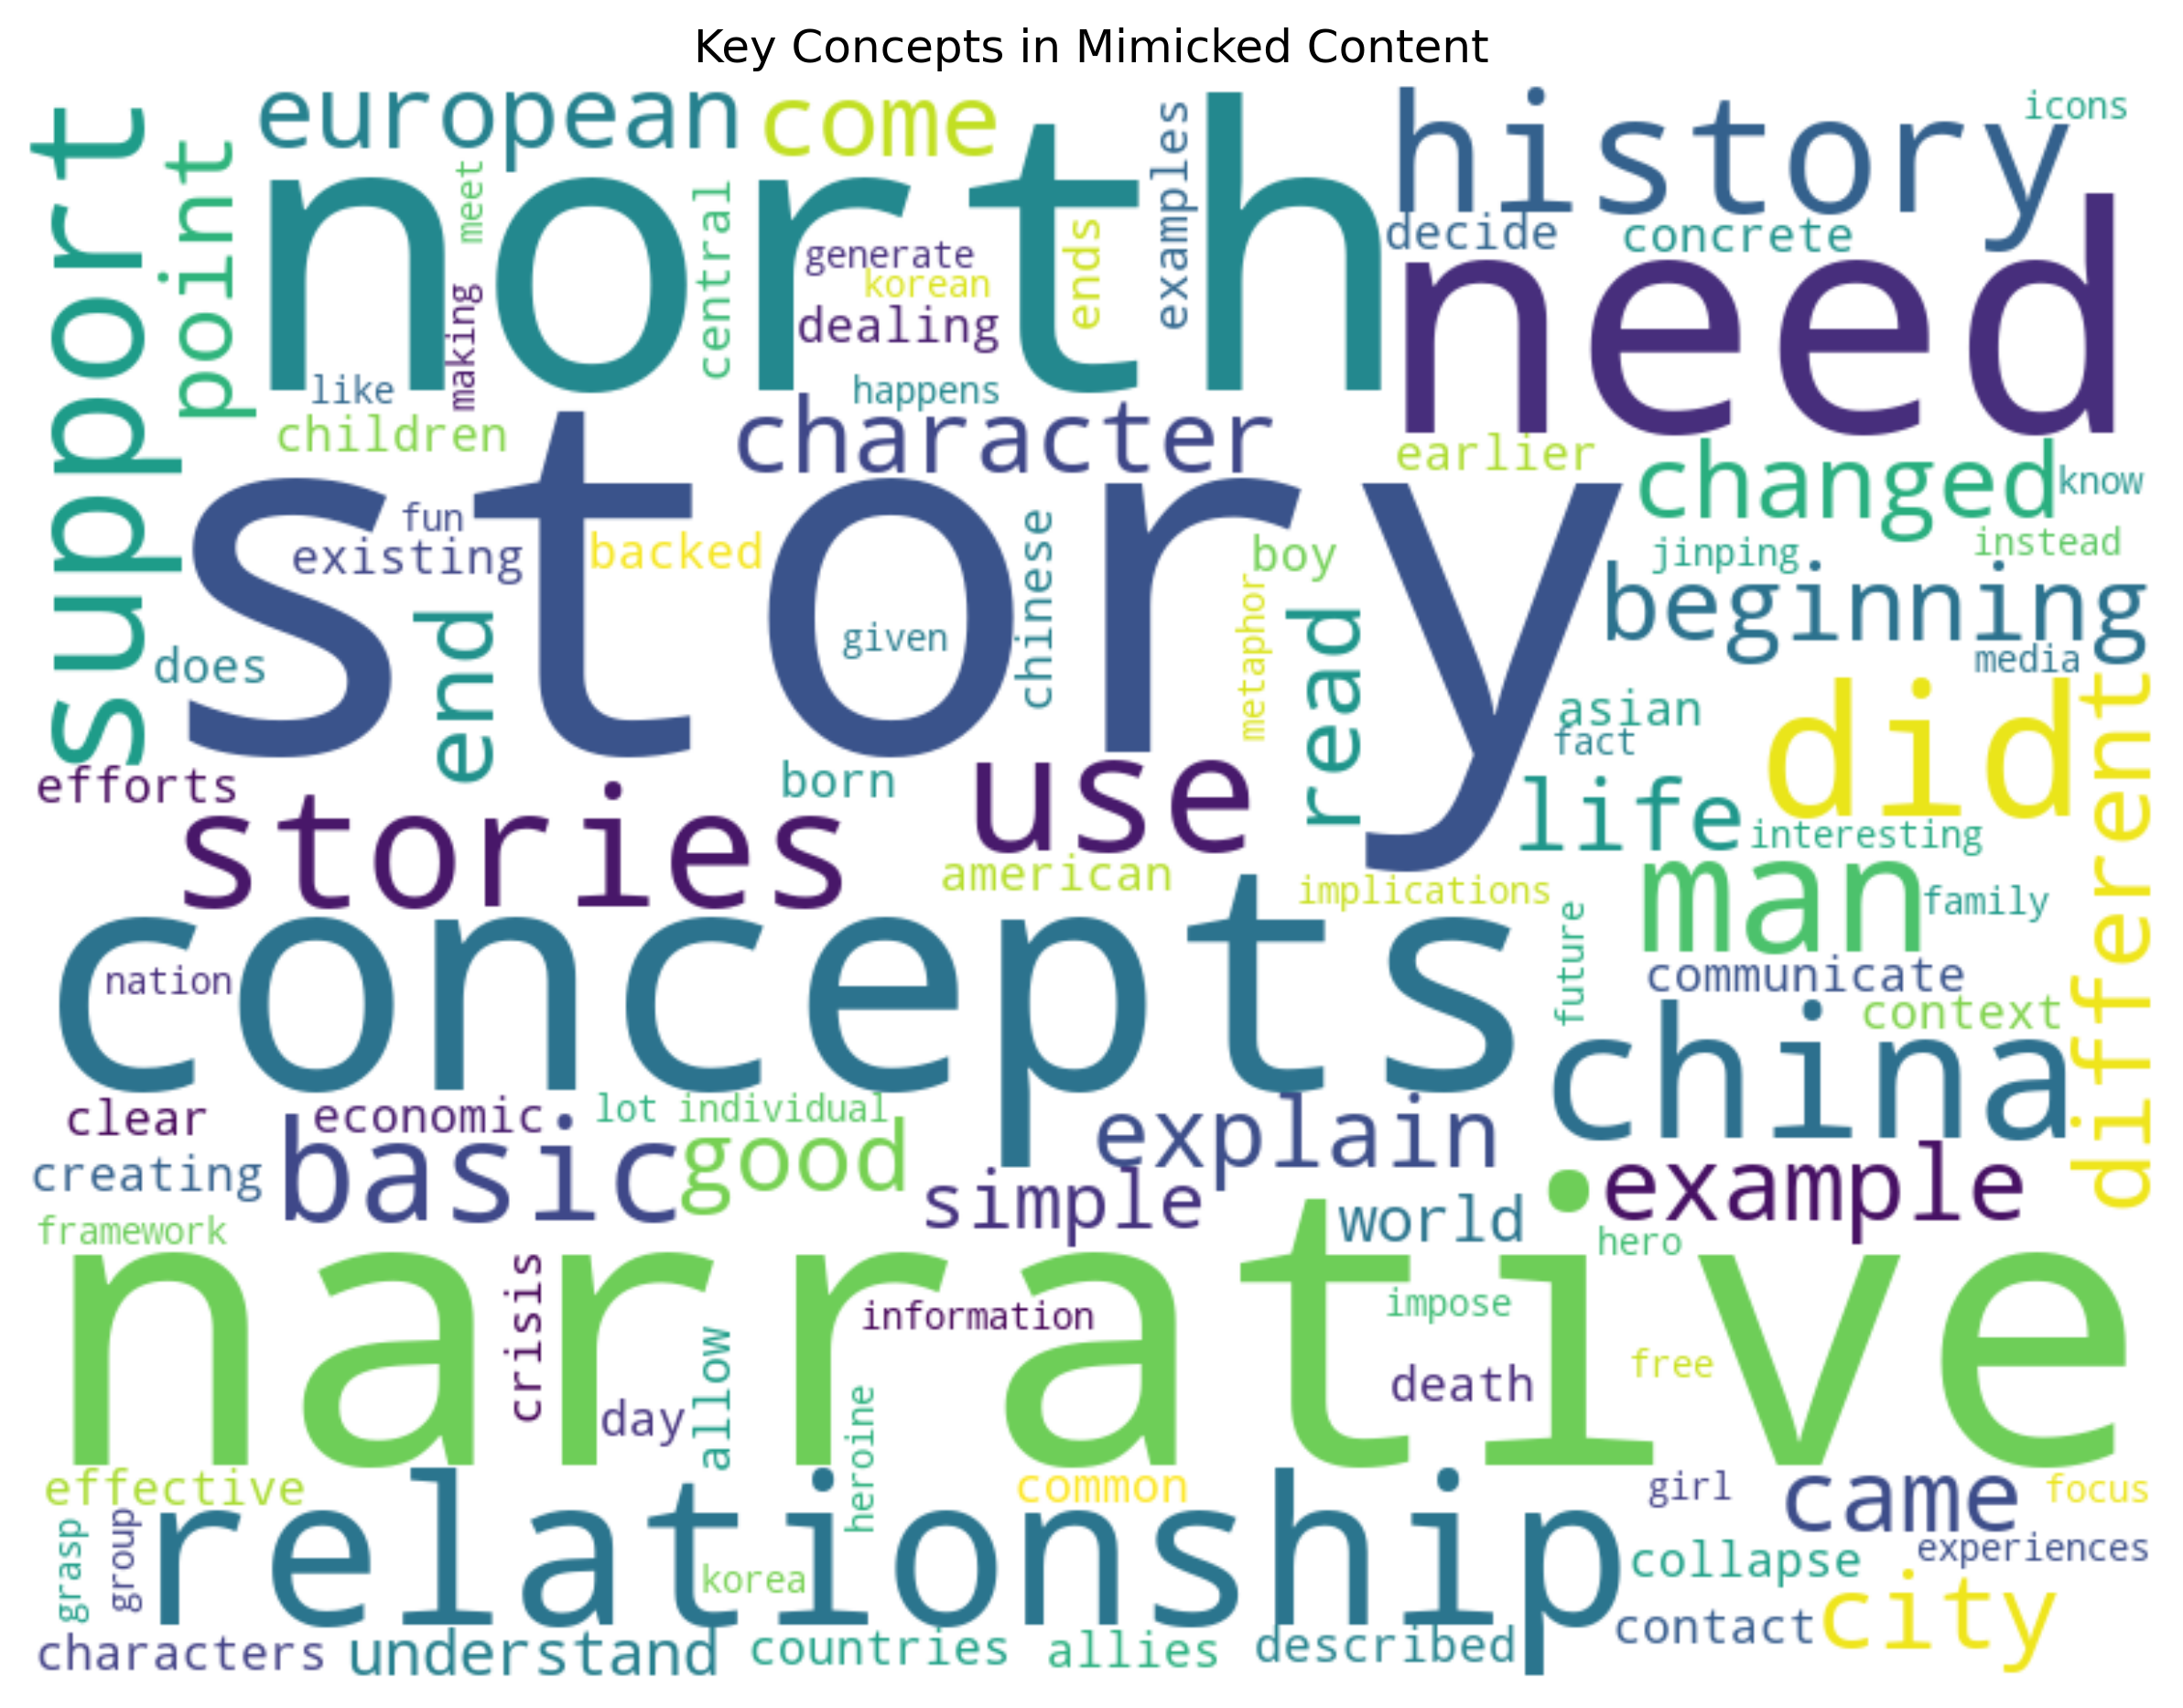 Key Concepts in Mimicked Content
european
come
examples
history
icons
support
point
meet
north
central
generate
korean
ends
dealing
decide
concrete
need
making
like
happens
children
character
earlier
changed
know
story
fun
existing
backed
chinese
boy
jinping
instead
end
given
metaphor
read
beginning
media
does
asian
fact
did
different
efforts
born
use
life
interesting
stories
american
implications
man
family
concepts
nation
future
communicate
context
china
clear
economic
lot
individual
explain
creating
basic
good
simple
example
framework
world
hero
narrative
crisis
information
impose
allow
free
day
heroine
death
effective
common
girl
came
focus
grasp
group
relationship
korea
collapse
experiences
city
contact
characters
understand
countries
allies
described